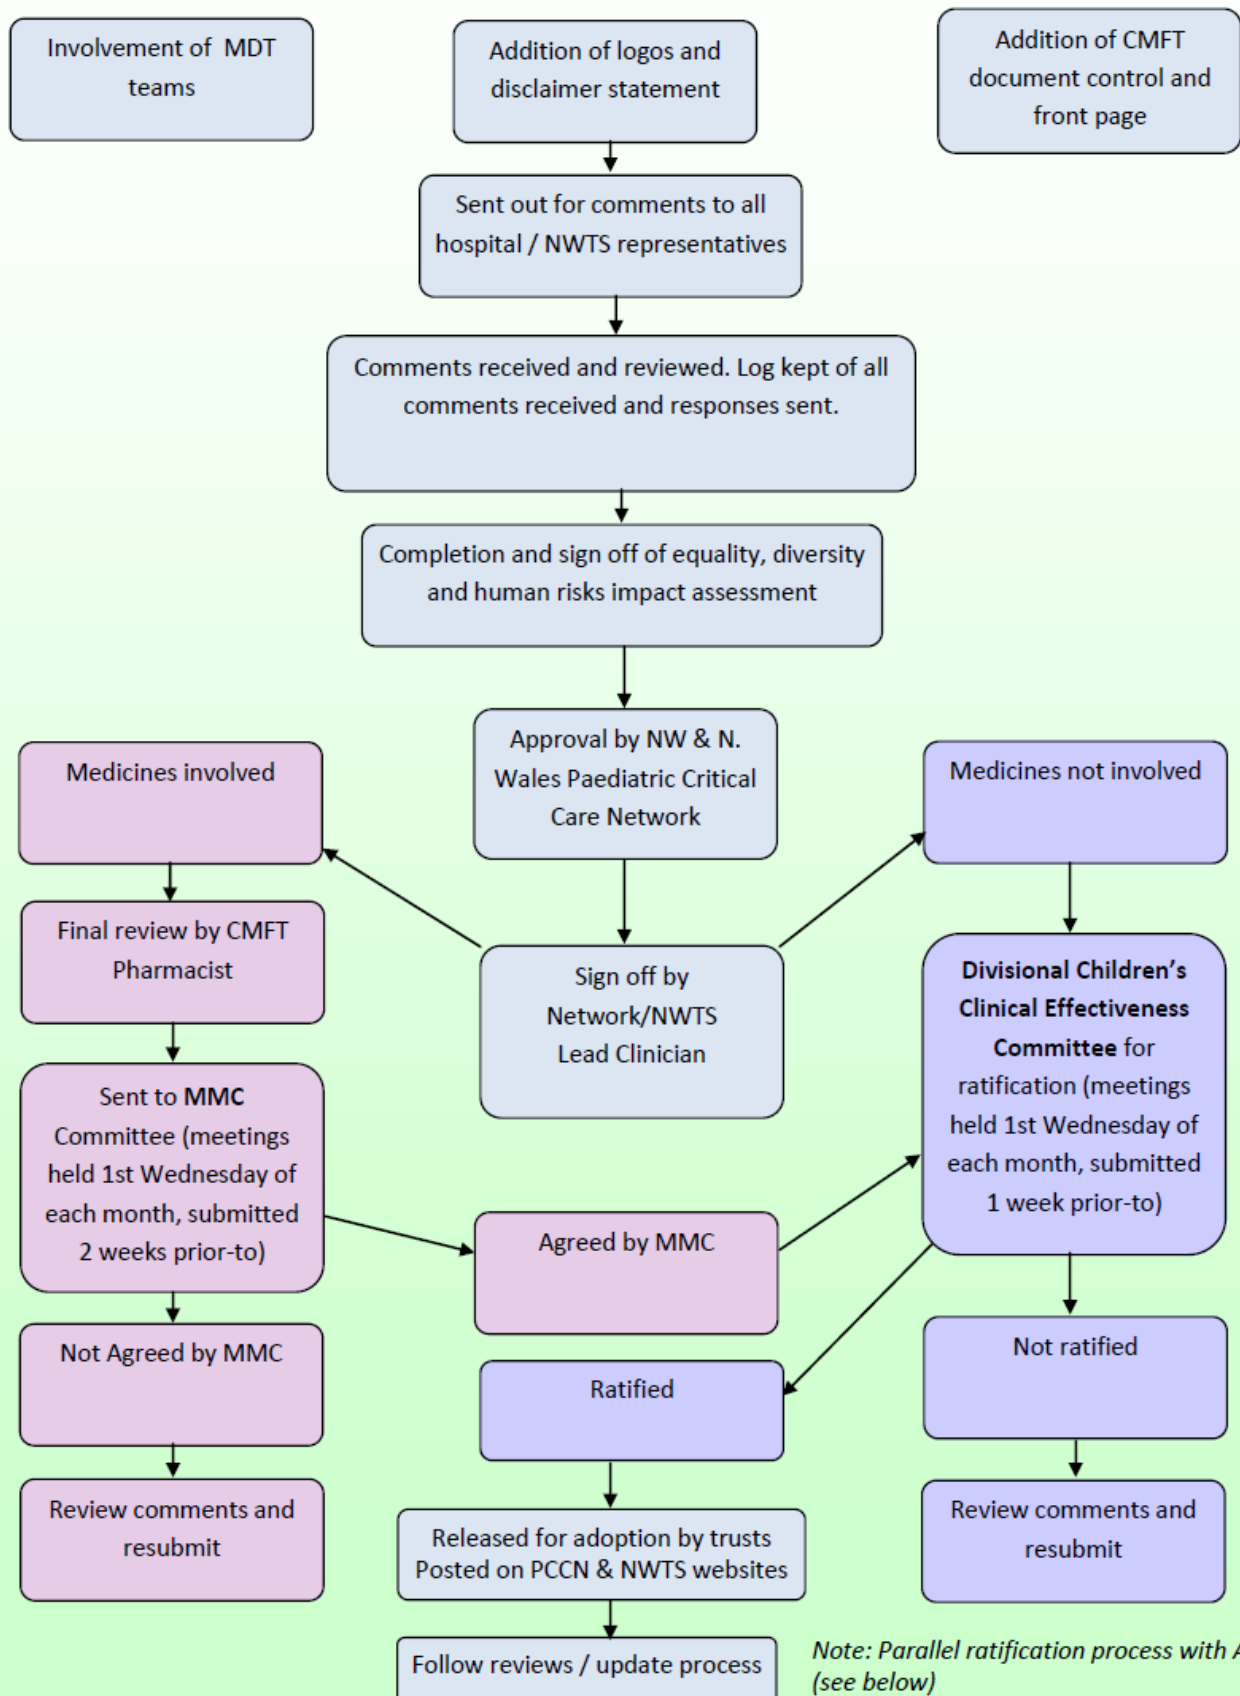 Involvement of MDT
teams
Addition of logos and
disclaimer statement
Addition of CMFT
document control and
front page
Sent out for comments to all
hospital / NWTS representatives
Comments received and reviewed. Log kept of all
comments received and responses sent.
Completion and sign off of equality, diversity
and human risks impact assessment
Approval by NW & N.
Wales Paediatric Critical
Care Network
Medicines involved
Medicines not involved
Final review by CMFT
Pharmacist
Sign off by
Network/NWTS
Lead Clinician
Divisional Children's
Clinical Effectiveness
Committee for
ratification (meetings
held 1st Wednesday of
each month, submitted
1 week prior-to)
Sent to MMC
Committee (meetings
held 1st Wednesday of
each month, submitted
2 weeks prior-to)
Agreed by MMC
Not Agreed by MMC
Ratified
Not ratified
Review comments and
resubmit
Released for adoption by trusts
Posted on PCCN & NWTS websites
Review comments and
resubmit
Follow reviews / update process
Note: Parallel ratification process with
(see below)